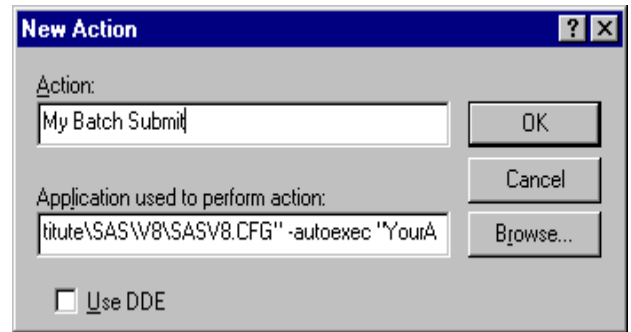 New Action
Action:
My Batch Submit
OK
Cancel
Application used to perform action:
titute\SAS\V8\SASV8.CFG" -autoexec "YourA
Browse...
Use DDE